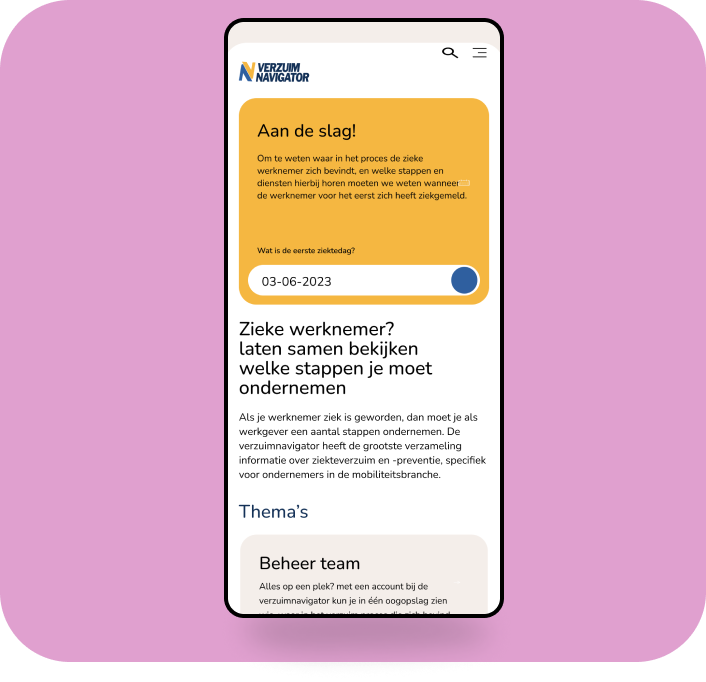 VERZUIM
NAVIGATOR
Aan de slag!
Om te weten waar in het proces de zieke
werknemer zich bevindt, en welke stappen en
diensten hierbij horen moeten we weten wanneer
de werknemer voor het eerst zich heeft ziekgemeld.
Wat is de eerste ziektedag?
03-06-2023
Zieke werknemer?
laten samen bekijken
welke stappen je moet
ondernemen
Als je werknemer ziek is geworden, dan moet je als
werkgever een aantal stappen ondernemen. De
verzuimnavigator heeft de grootste verzameling
informatie over ziekteverzuim en -preventie, specifiek
voor ondernemers in de mobiliteitsbranche.
Thema's
Beheer team
Alles op een plek? met een account bij de
verzuimnavigator kun je in één oogopslag zien